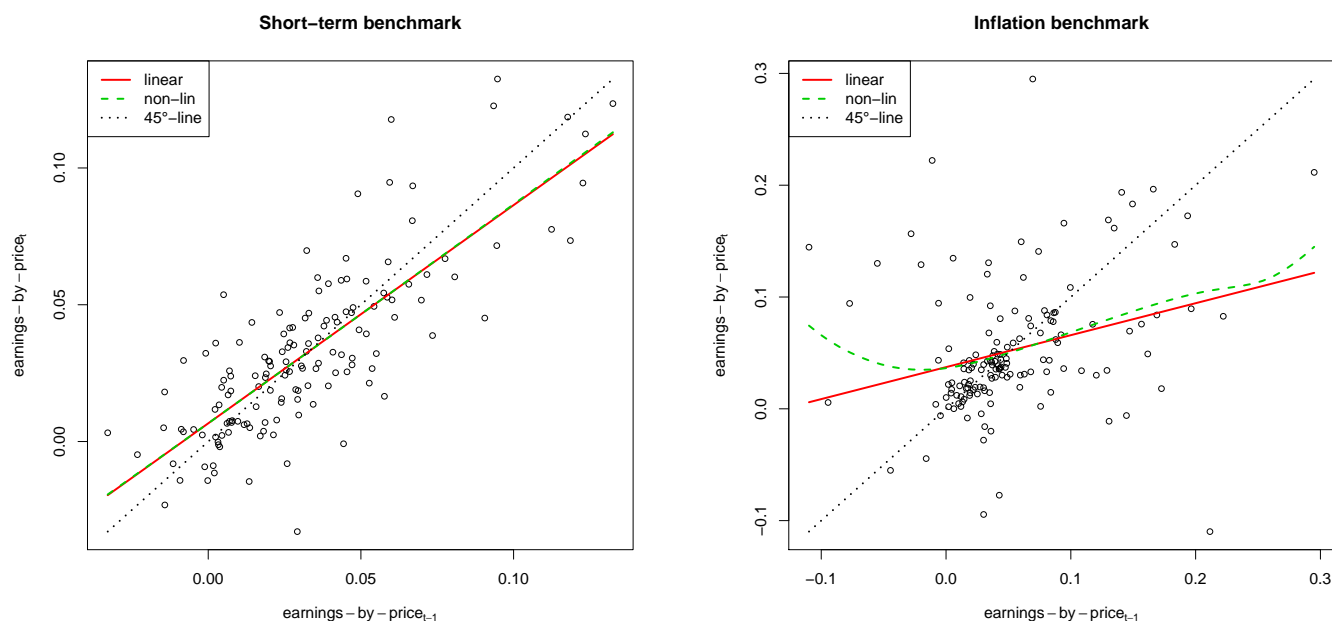 Short−term benchmark
linear
non−lin
45°−line
earnings−by−price_t
0.00
0.05
0.10
0.00
0.05
0.10
earnings−by−price_t−1
Inflation benchmark
linear
non−lin
45°−line
earnings−by−price_t
0.3
0.2
0.1
0.0
−0.1
−0.1
0.0
0.1
0.2
0.3
earnings−by−price_t−1